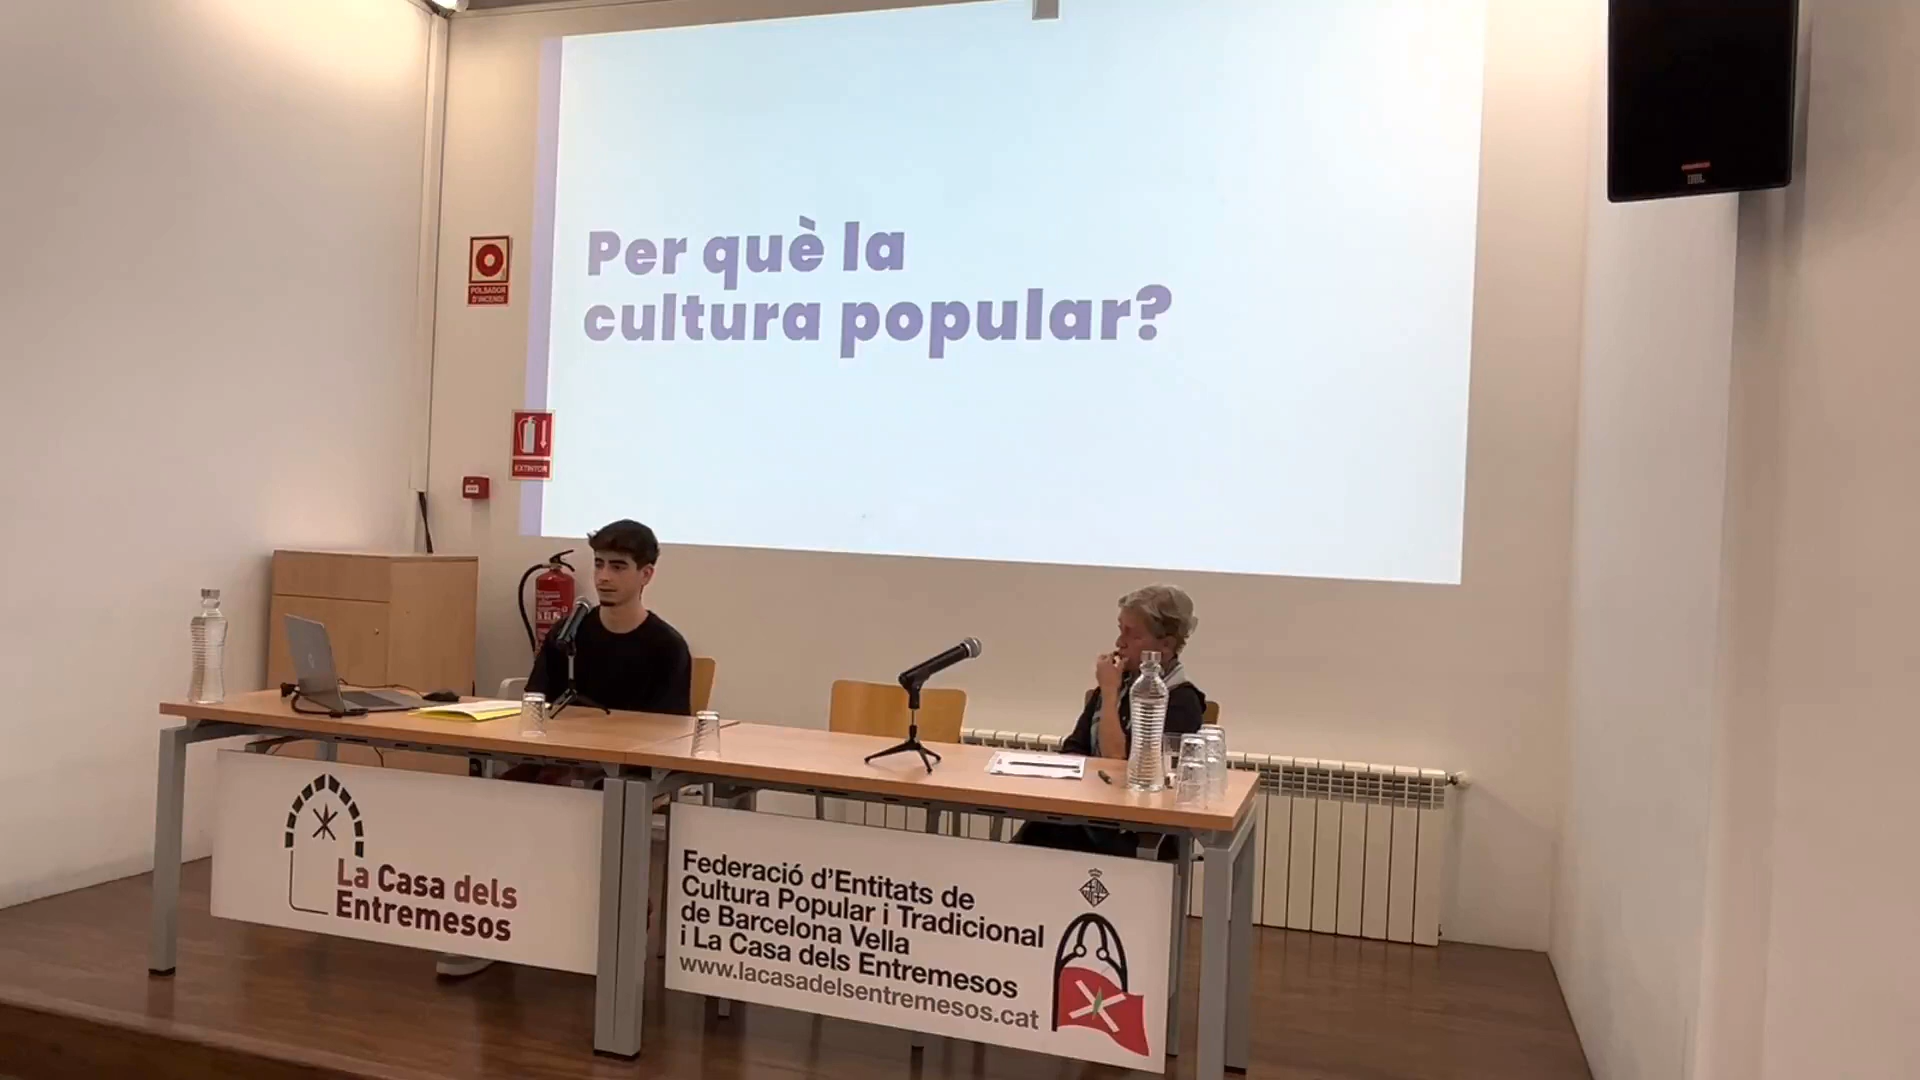 Per què la
cultura popular?
POLSADOR
D'INCENDI
EXTINTOR
JBL
La Casa dels
Entremesos
Federació d'Entitats de
Cultura Popular i Tradicional
de Barcelona Vella
i La Casa dels Entremesos
www.lacasadelsentremesos.cat